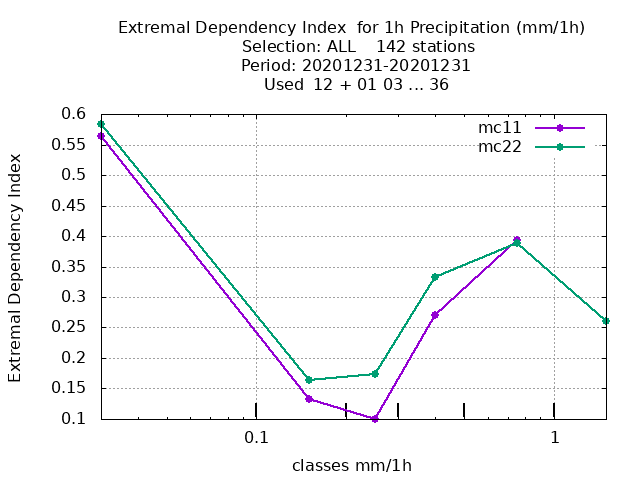 Extremal Dependency Index  for 1h Precipitation (mm/1h)
Selection: ALL    142 stations
Period: 20201231-20201231
Used  12 + 01 03 ... 36
mc11
mc22
Extremal Dependency Index
0.6
0.55
0.5
0.45
0.4
0.35
0.3
0.25
0.2
0.15
0.1
0.1
1
classes mm/1h